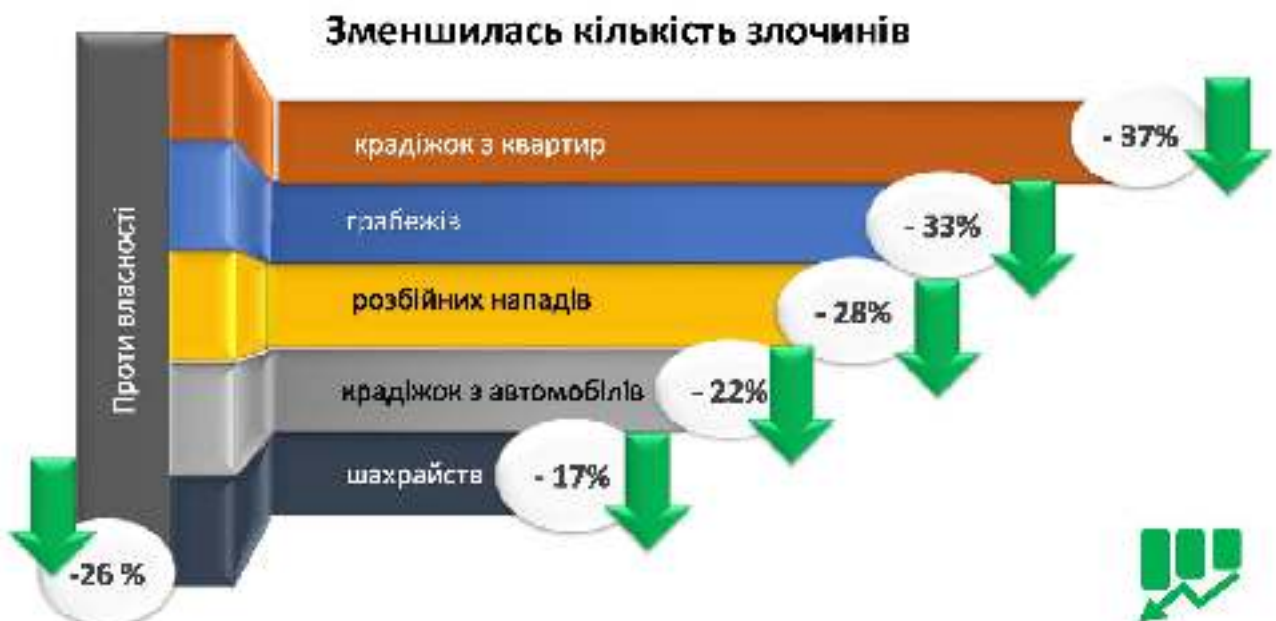 Зменшилась кількість злочинів
Проти власності
-26 %
крадіжок з квартир
- 37%
грабежів
- 33%
розбійних нападів
- 28%
крадіжок з автомобілів
- 22%
шахрайств
- 17%